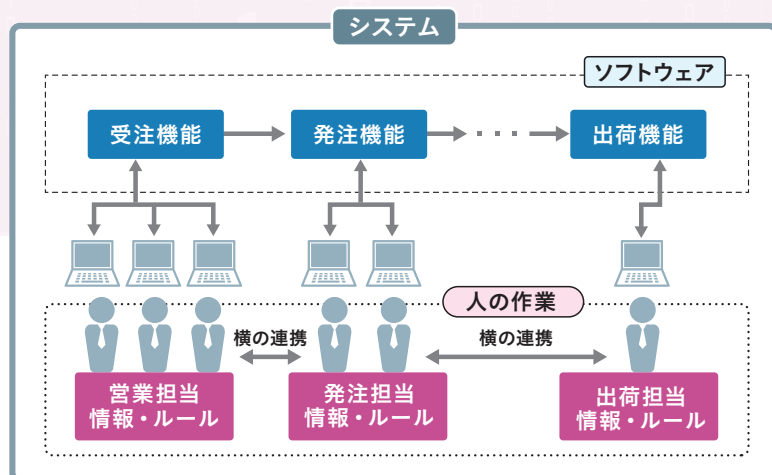 システム
ソフトウェア
受注機能
発注機能
出荷機能
人の作業
横の連携
横の連携
営業担当
情報・ルール
発注担当
情報・ルール
出荷担当
情報・ルール